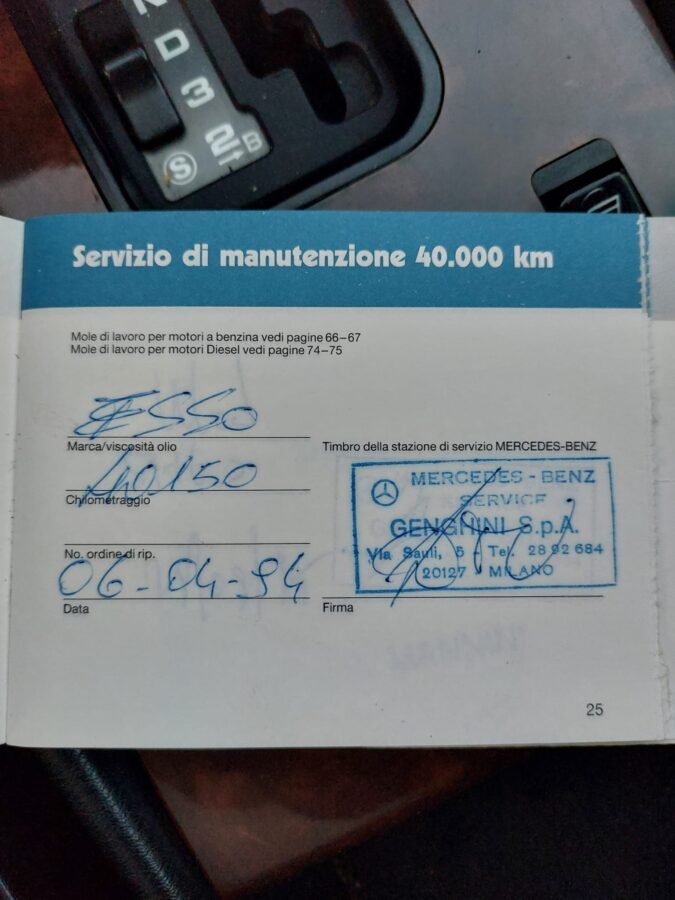 N
D
3
2
B
S
Servizio di manutenzione 40.000 km
Mole di lavoro per motori a benzina vedi pagine 66–67
Mole di lavoro per motori Diesel vedi pagine 74–75
ESSO
Marca/viscosità olio
40150
Chilometraggio
No. ordine di rip.
06-04-94
Data
Timbro della stazione di servizio MERCEDES-BENZ
MERCEDES - BENZ
SERVICE
GENGHINI S.p.A.
Via Sauli, 5 - Tel. 28 92 684
20127 - MILANO
Firma
25